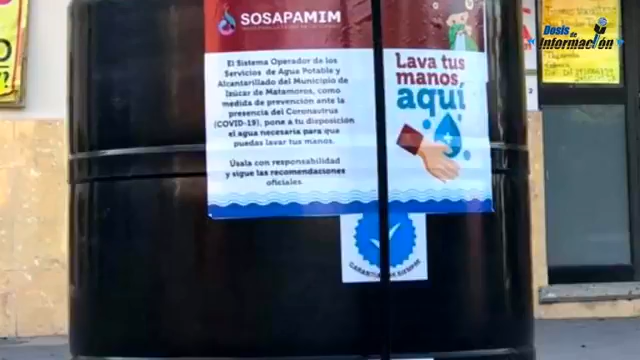 SOSAPAMIM
El Sistema Operador de los
Servicios de Agua Potable y
Alcantarillado del Municipio de
Izúcar de Matamoros, como
medida de prevención ante la
presencia del Coronavirus
(COVID-19), pone a tu disposición
el agua necesaria para que
puedas lavar tus manos.
Úsala con responsabilidad
y sigue las recomendaciones
oficiales.
Lava tus
manos,
aquí
SIEMPRE
Dosis
de
Información